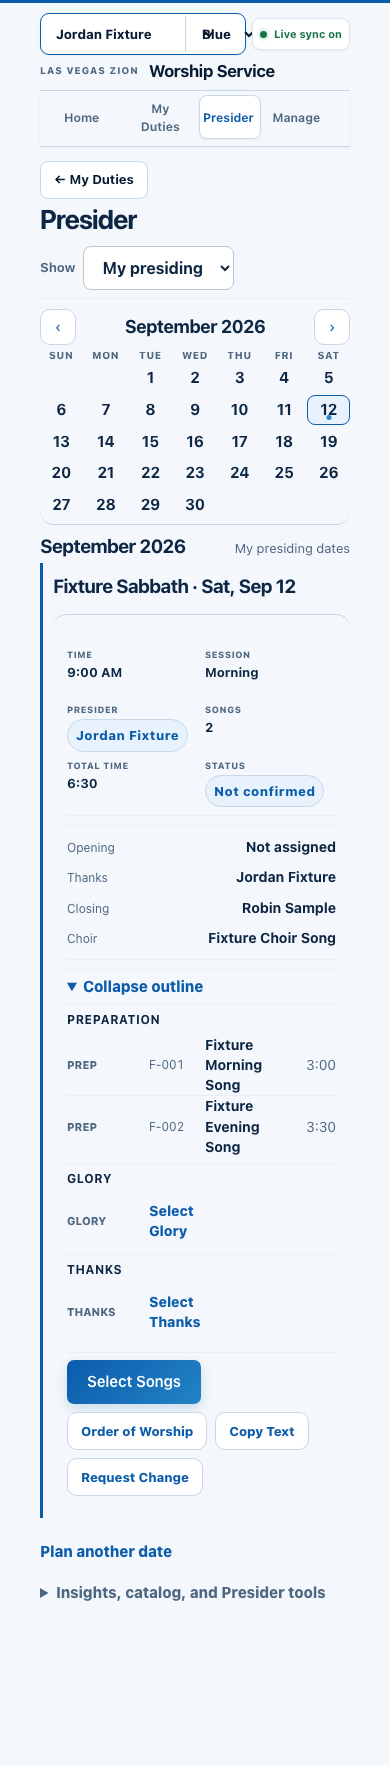 Jordan Fixture
Blue
Live sync on
LAS VEGAS ZION Worship Service
Home
My Duties
Presider
Manage
← My Duties
Presider
Show
My presiding
‹ September 2026 ›
SUN MON TUE WED THU FRI SAT
1 2 3 4 5
6 7 8 9 10 11 12
13 14 15 16 17 18 19
20 21 22 23 24 25 26
27 28 29 30
September 2026 My presiding dates
Fixture Sabbath · Sat, Sep 12
TIME
9:00 AM
SESSION
Morning
PRESIDER
Jordan Fixture
SONGS
2
TOTAL TIME
6:30
STATUS
Not confirmed
Opening Not assigned
Thanks Jordan Fixture
Closing Robin Sample
Choir Fixture Choir Song
▼ Collapse outline
PREPARATION
PREP F-001 Fixture Morning Song 3:00
PREP F-002 Fixture Evening Song 3:30
GLORY
GLORY Select Glory
THANKS
THANKS Select Thanks
Select Songs
Order of Worship
Copy Text
Request Change
Plan another date
▶ Insights, catalog, and Presider tools